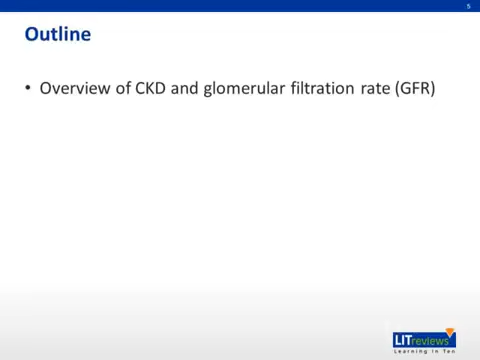 5
Outline
• Overview of CKD and glomerular filtration rate (GFR)
LITreviews
Learning in Ten